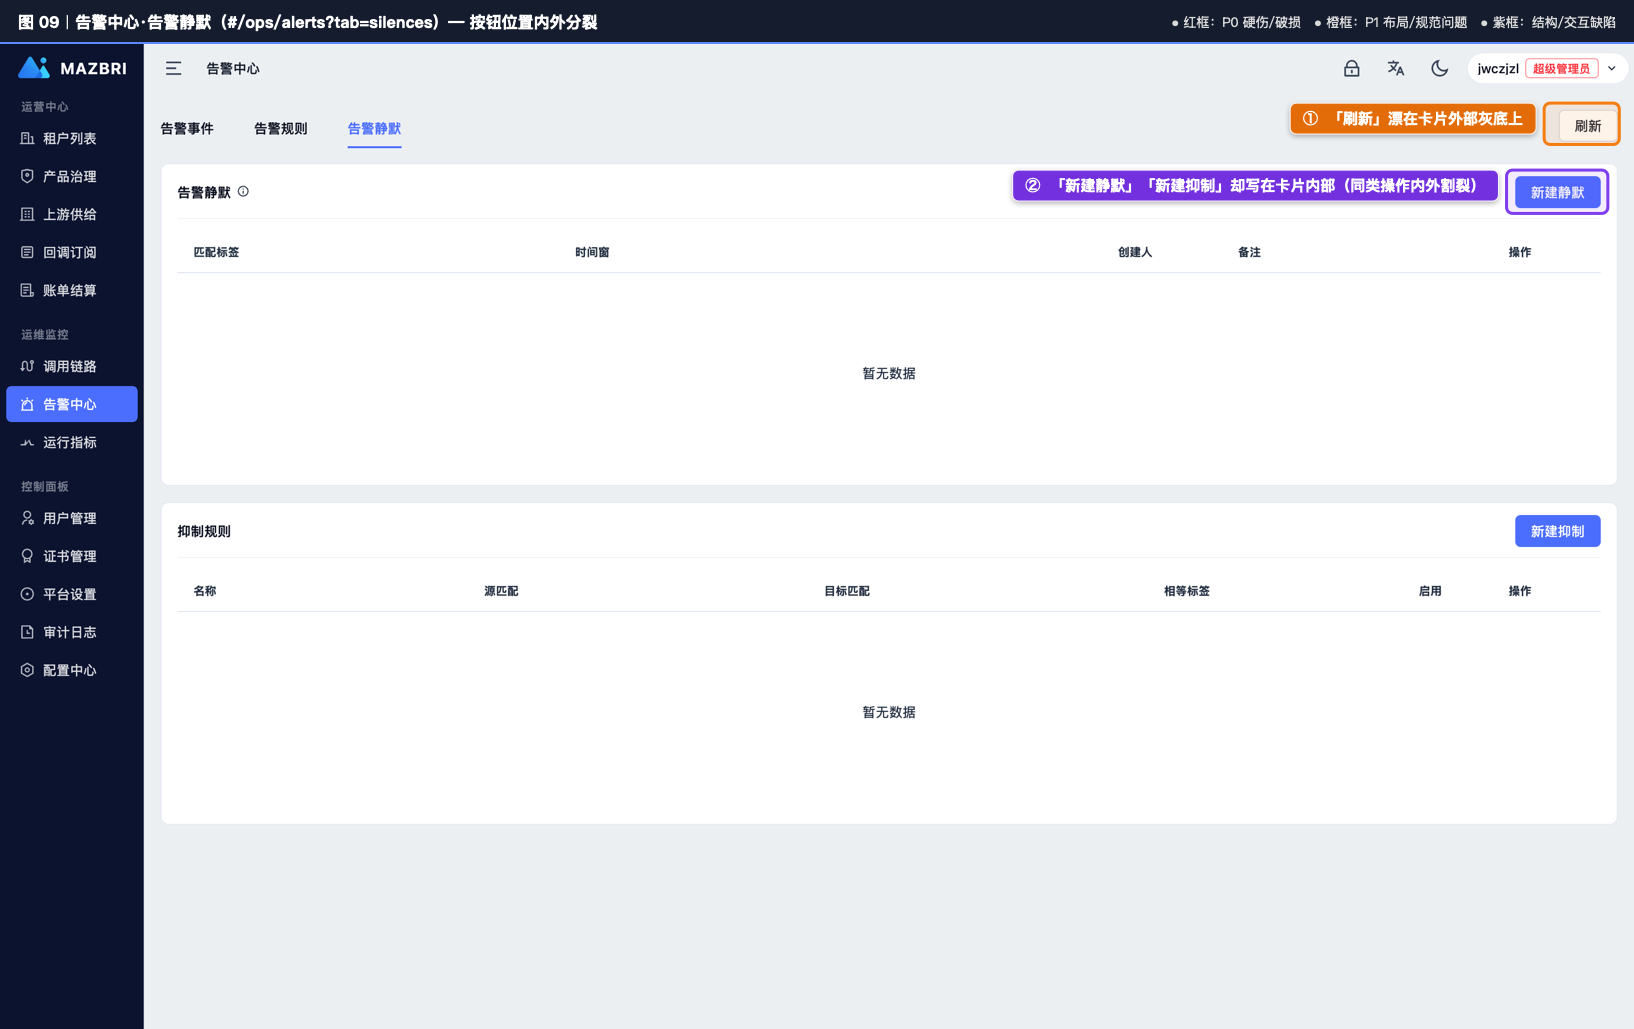 图 09｜告警中心·告警静默（#/ops/alerts?tab=silences）— 按钮位置内外分裂
● 红框：P0 硬伤/破损 ● 橙框：P1 布局/规范问题 ● 紫框：结构/交互缺陷
MAZBRI
告警中心
jwczjzl 超级管理员
运营中心
租户列表
产品治理
上游供给
回调订阅
账单结算
运维监控
调用链路
告警中心
运行指标
控制面板
用户管理
证书管理
平台设置
审计日志
配置中心
告警事件 告警规则 告警静默
① 「刷新」漂在卡片外部灰底上
刷新
告警静默
② 「新建静默」「新建抑制」却写在卡片内部（同类操作内外割裂）
新建静默
匹配标签 时间窗 创建人 备注 操作
暂无数据
抑制规则
新建抑制
名称 源匹配 目标匹配 相等标签 启用 操作
暂无数据